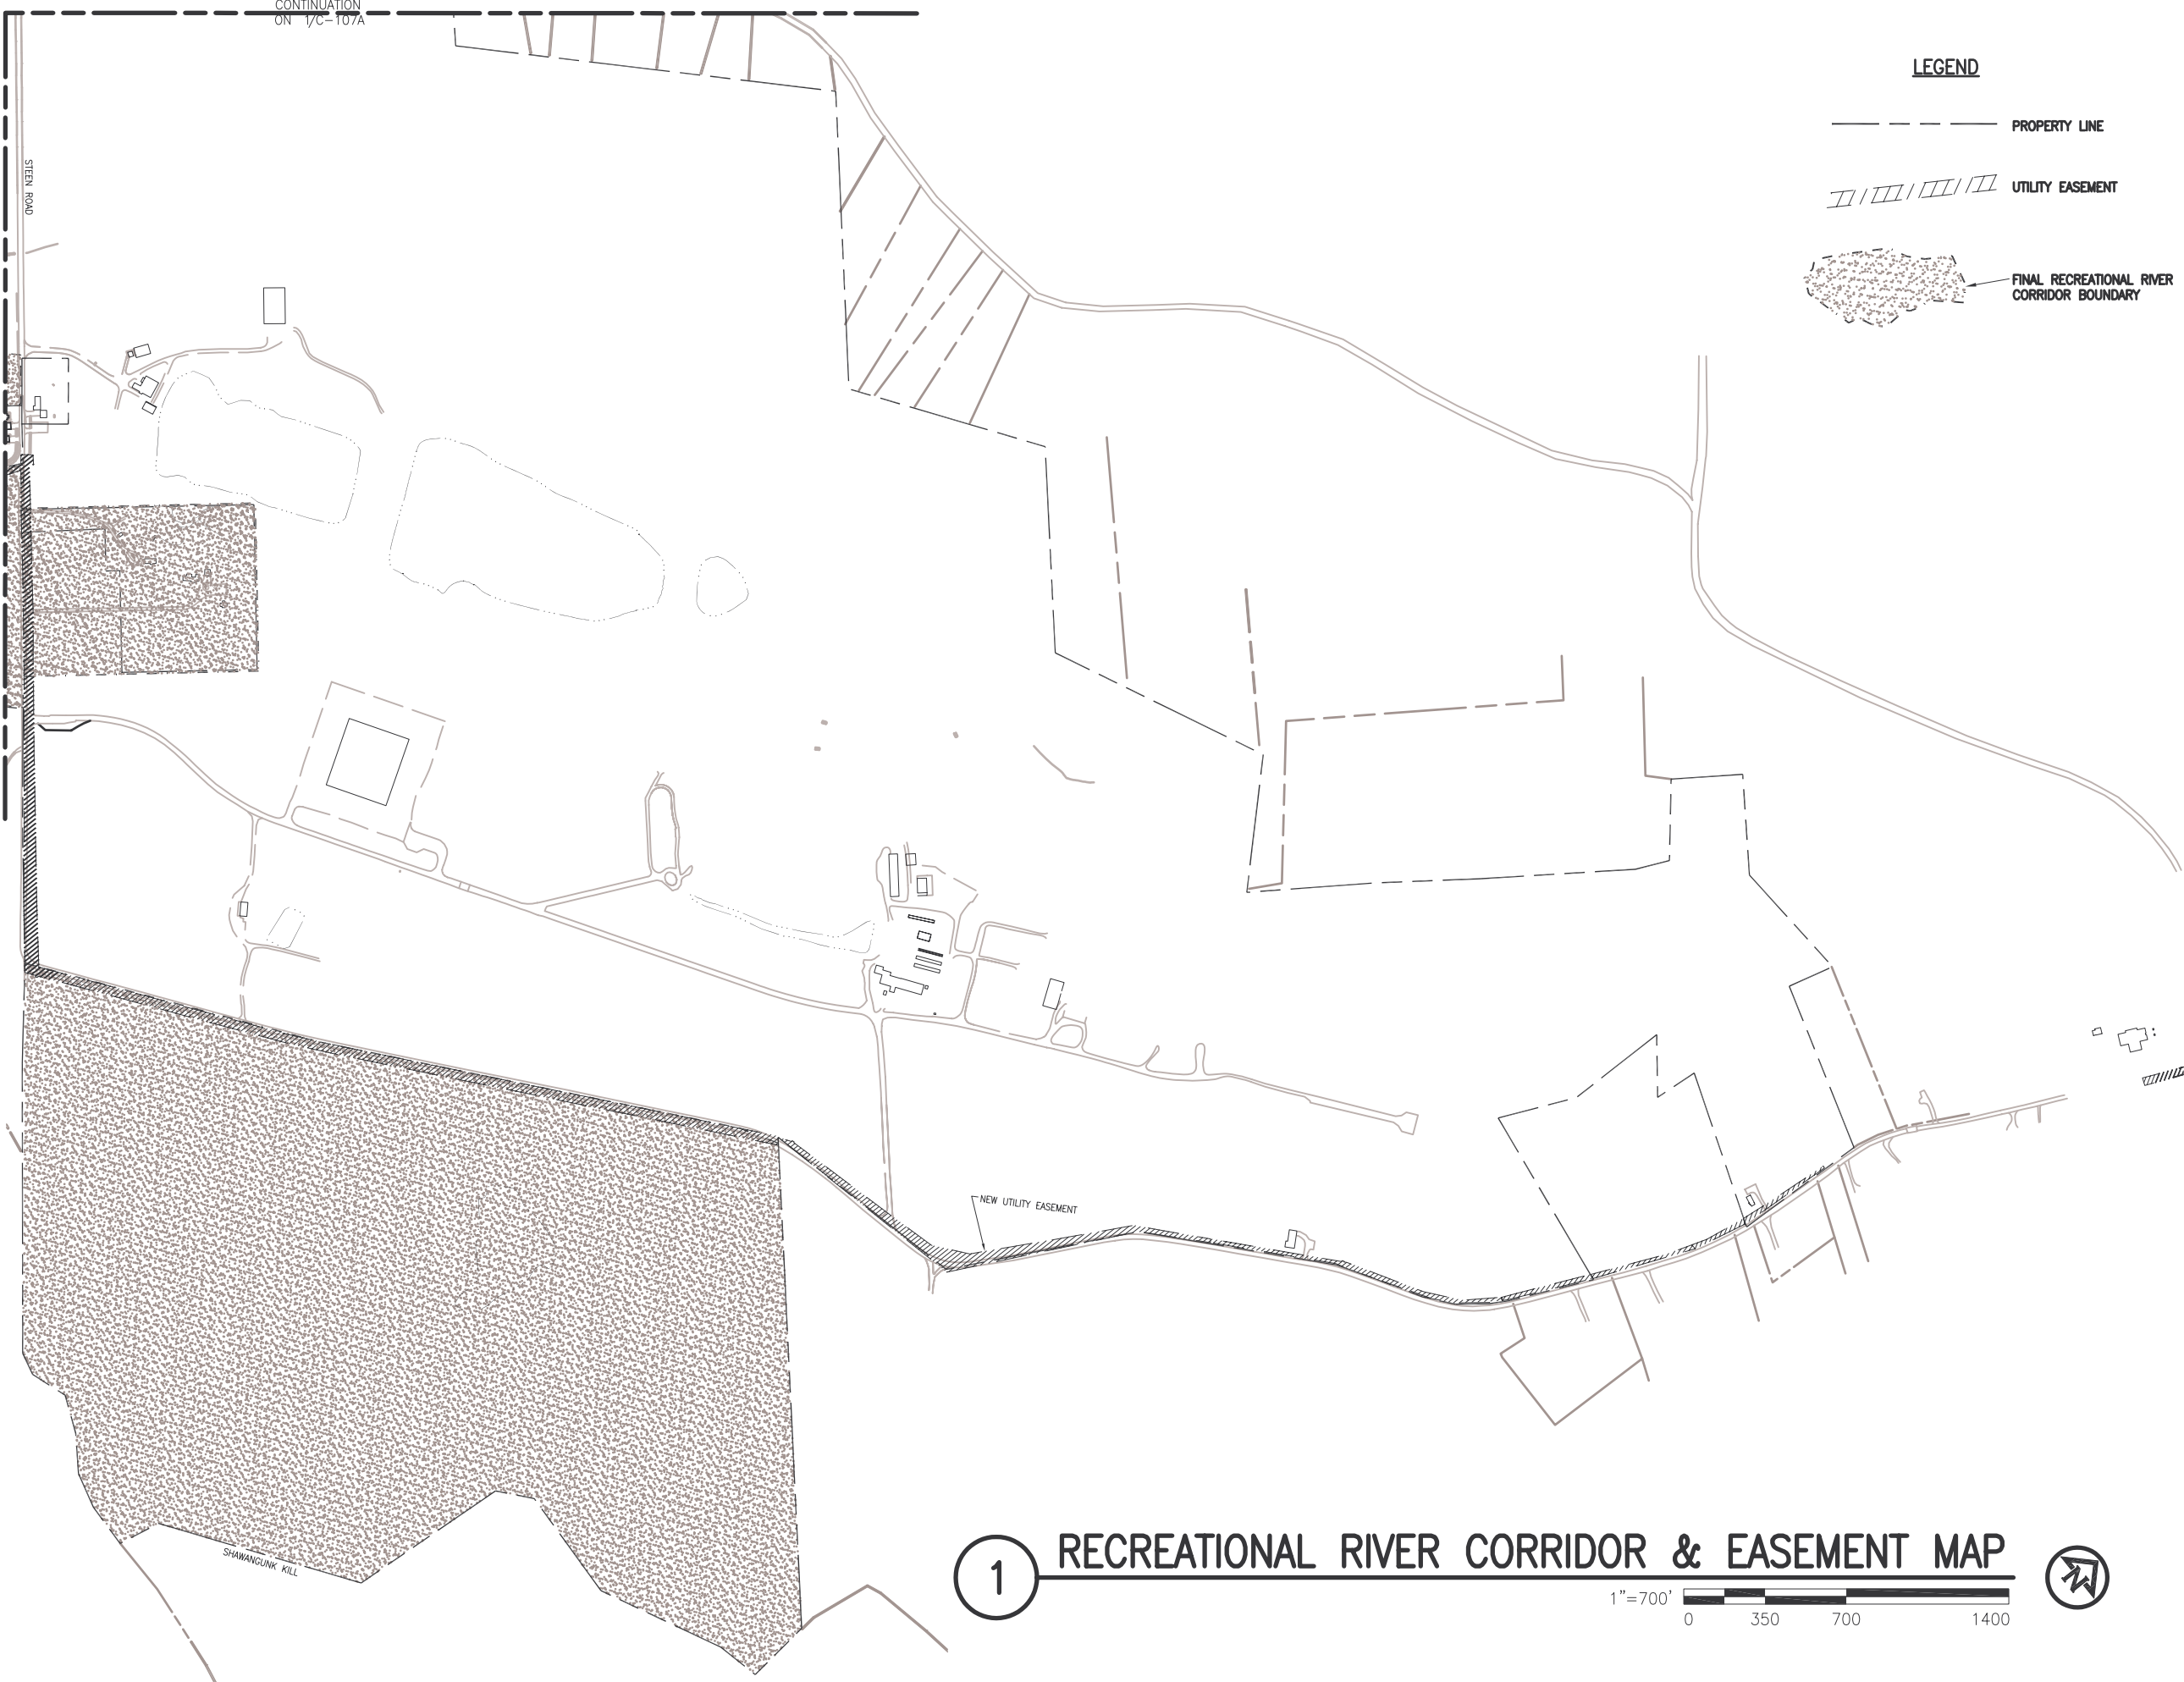 CONTINUATION
ON 1/C-107A
LEGEND
PROPERTY LINE
UTILITY EASEMENT
FINAL RECREATIONAL RIVER
CORRIDOR BOUNDARY
STEEN ROAD
NEW UTILITY EASEMENT
SHAWANGUNK KILL
1 RECREATIONAL RIVER CORRIDOR & EASEMENT MAP
N
1"=700'
0 350 700 1400